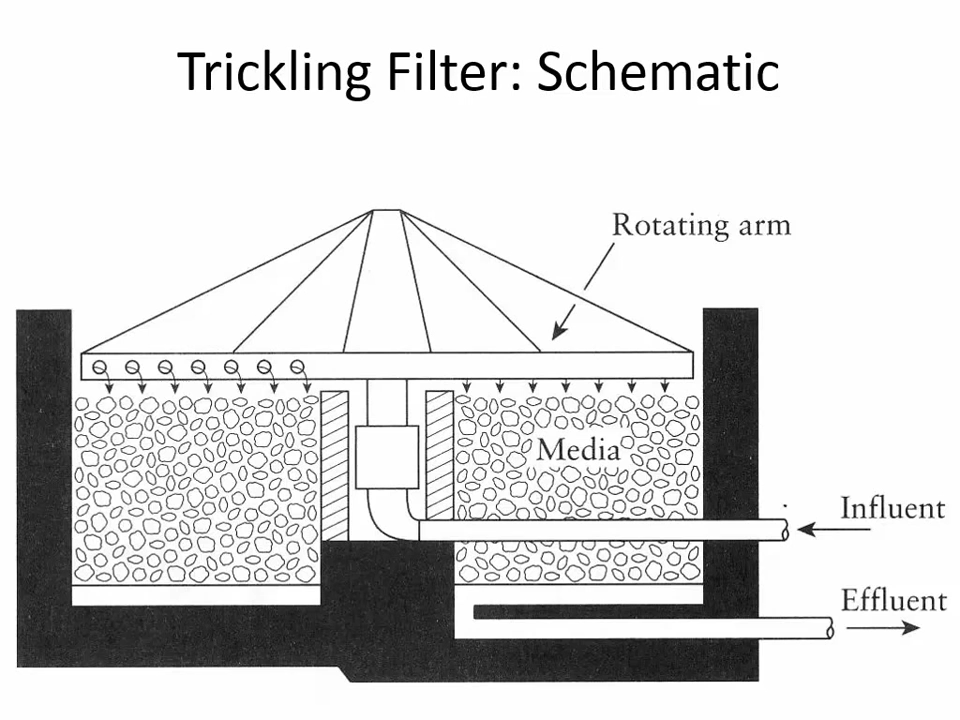 Trickling Filter: Schematic
Rotating arm
Media
Influent
Effluent